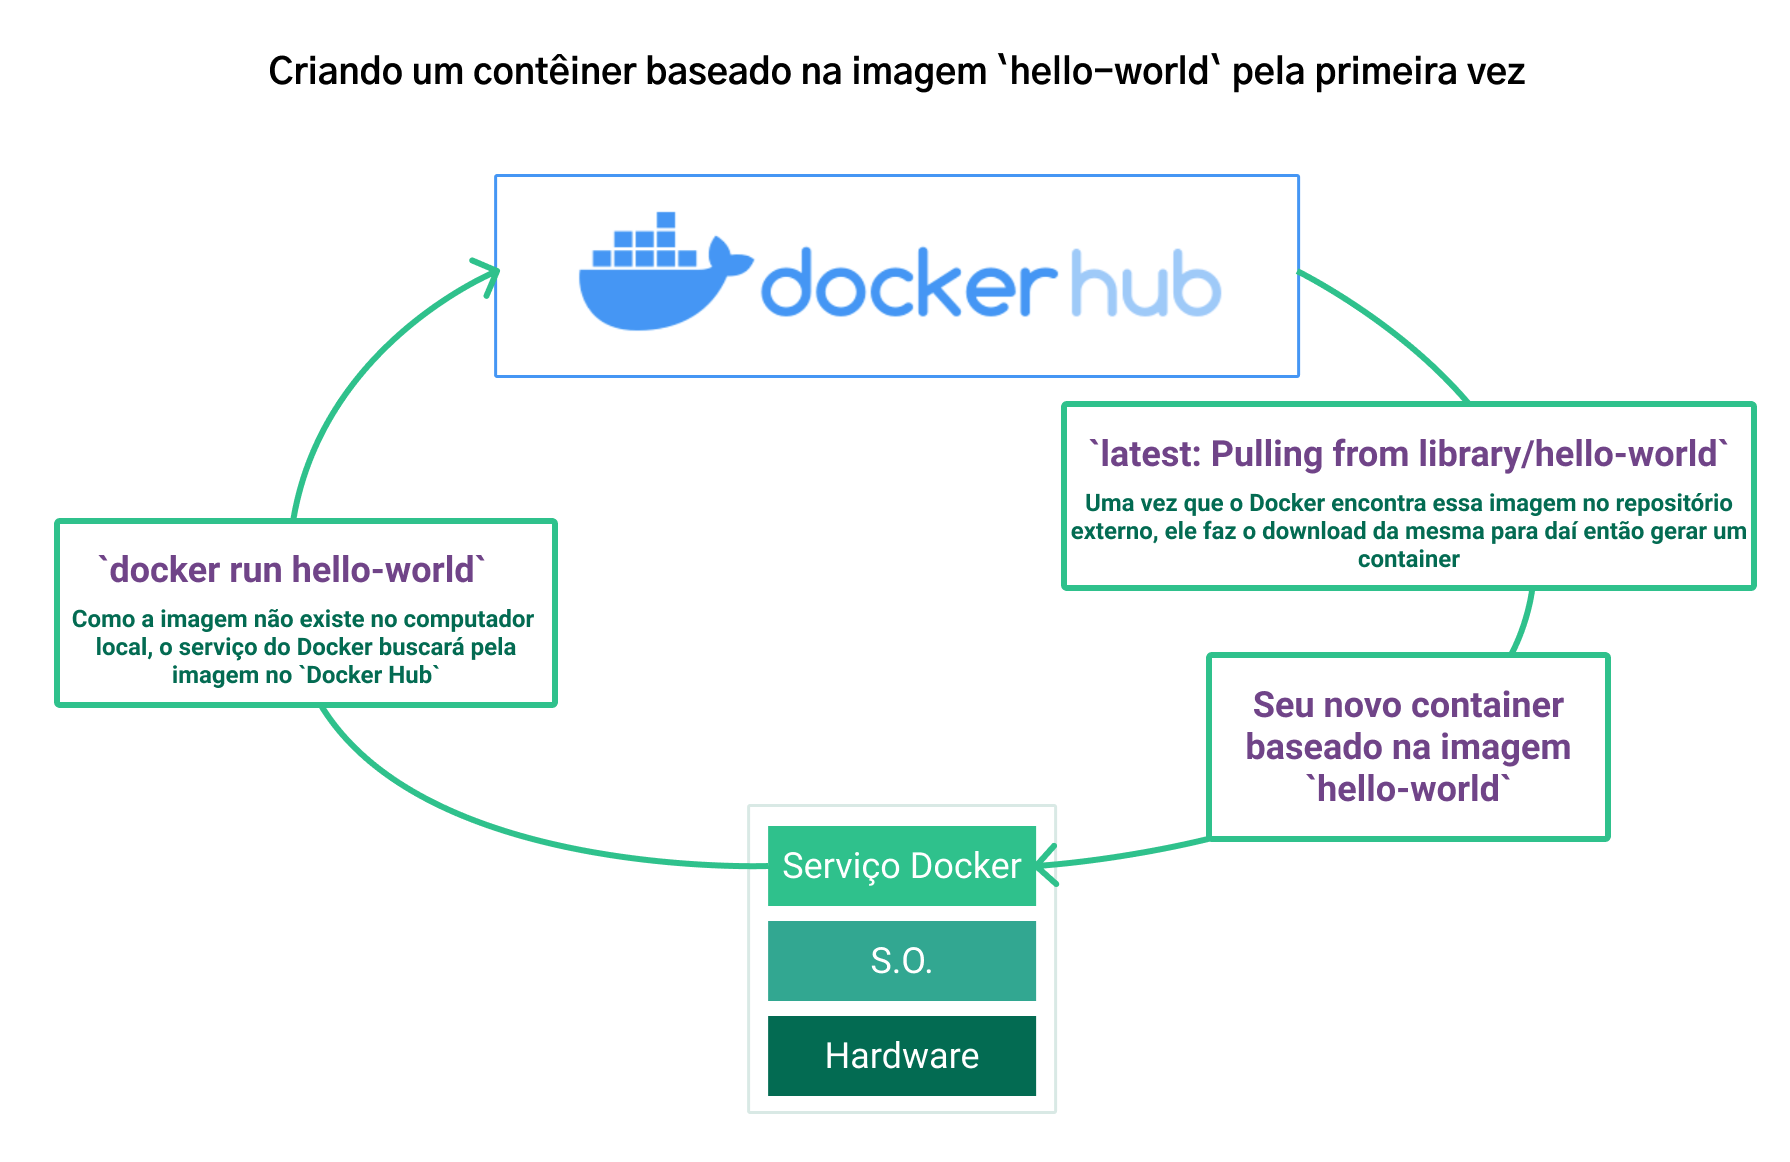 Criando um contêiner baseado na imagem `hello-world` pela primeira vez
docker hub
`latest: Pulling from library/hello-world`
Uma vez que o Docker encontra essa imagem no repositório
externo, ele faz o download da mesma para daí então gerar um
container
`docker run hello-world`
Como a imagem não existe no computador
local, o serviço do Docker buscará pela
imagem no `Docker Hub`
Seu novo container
baseado na imagem
`hello-world`
Serviço Docker
S.O.
Hardware